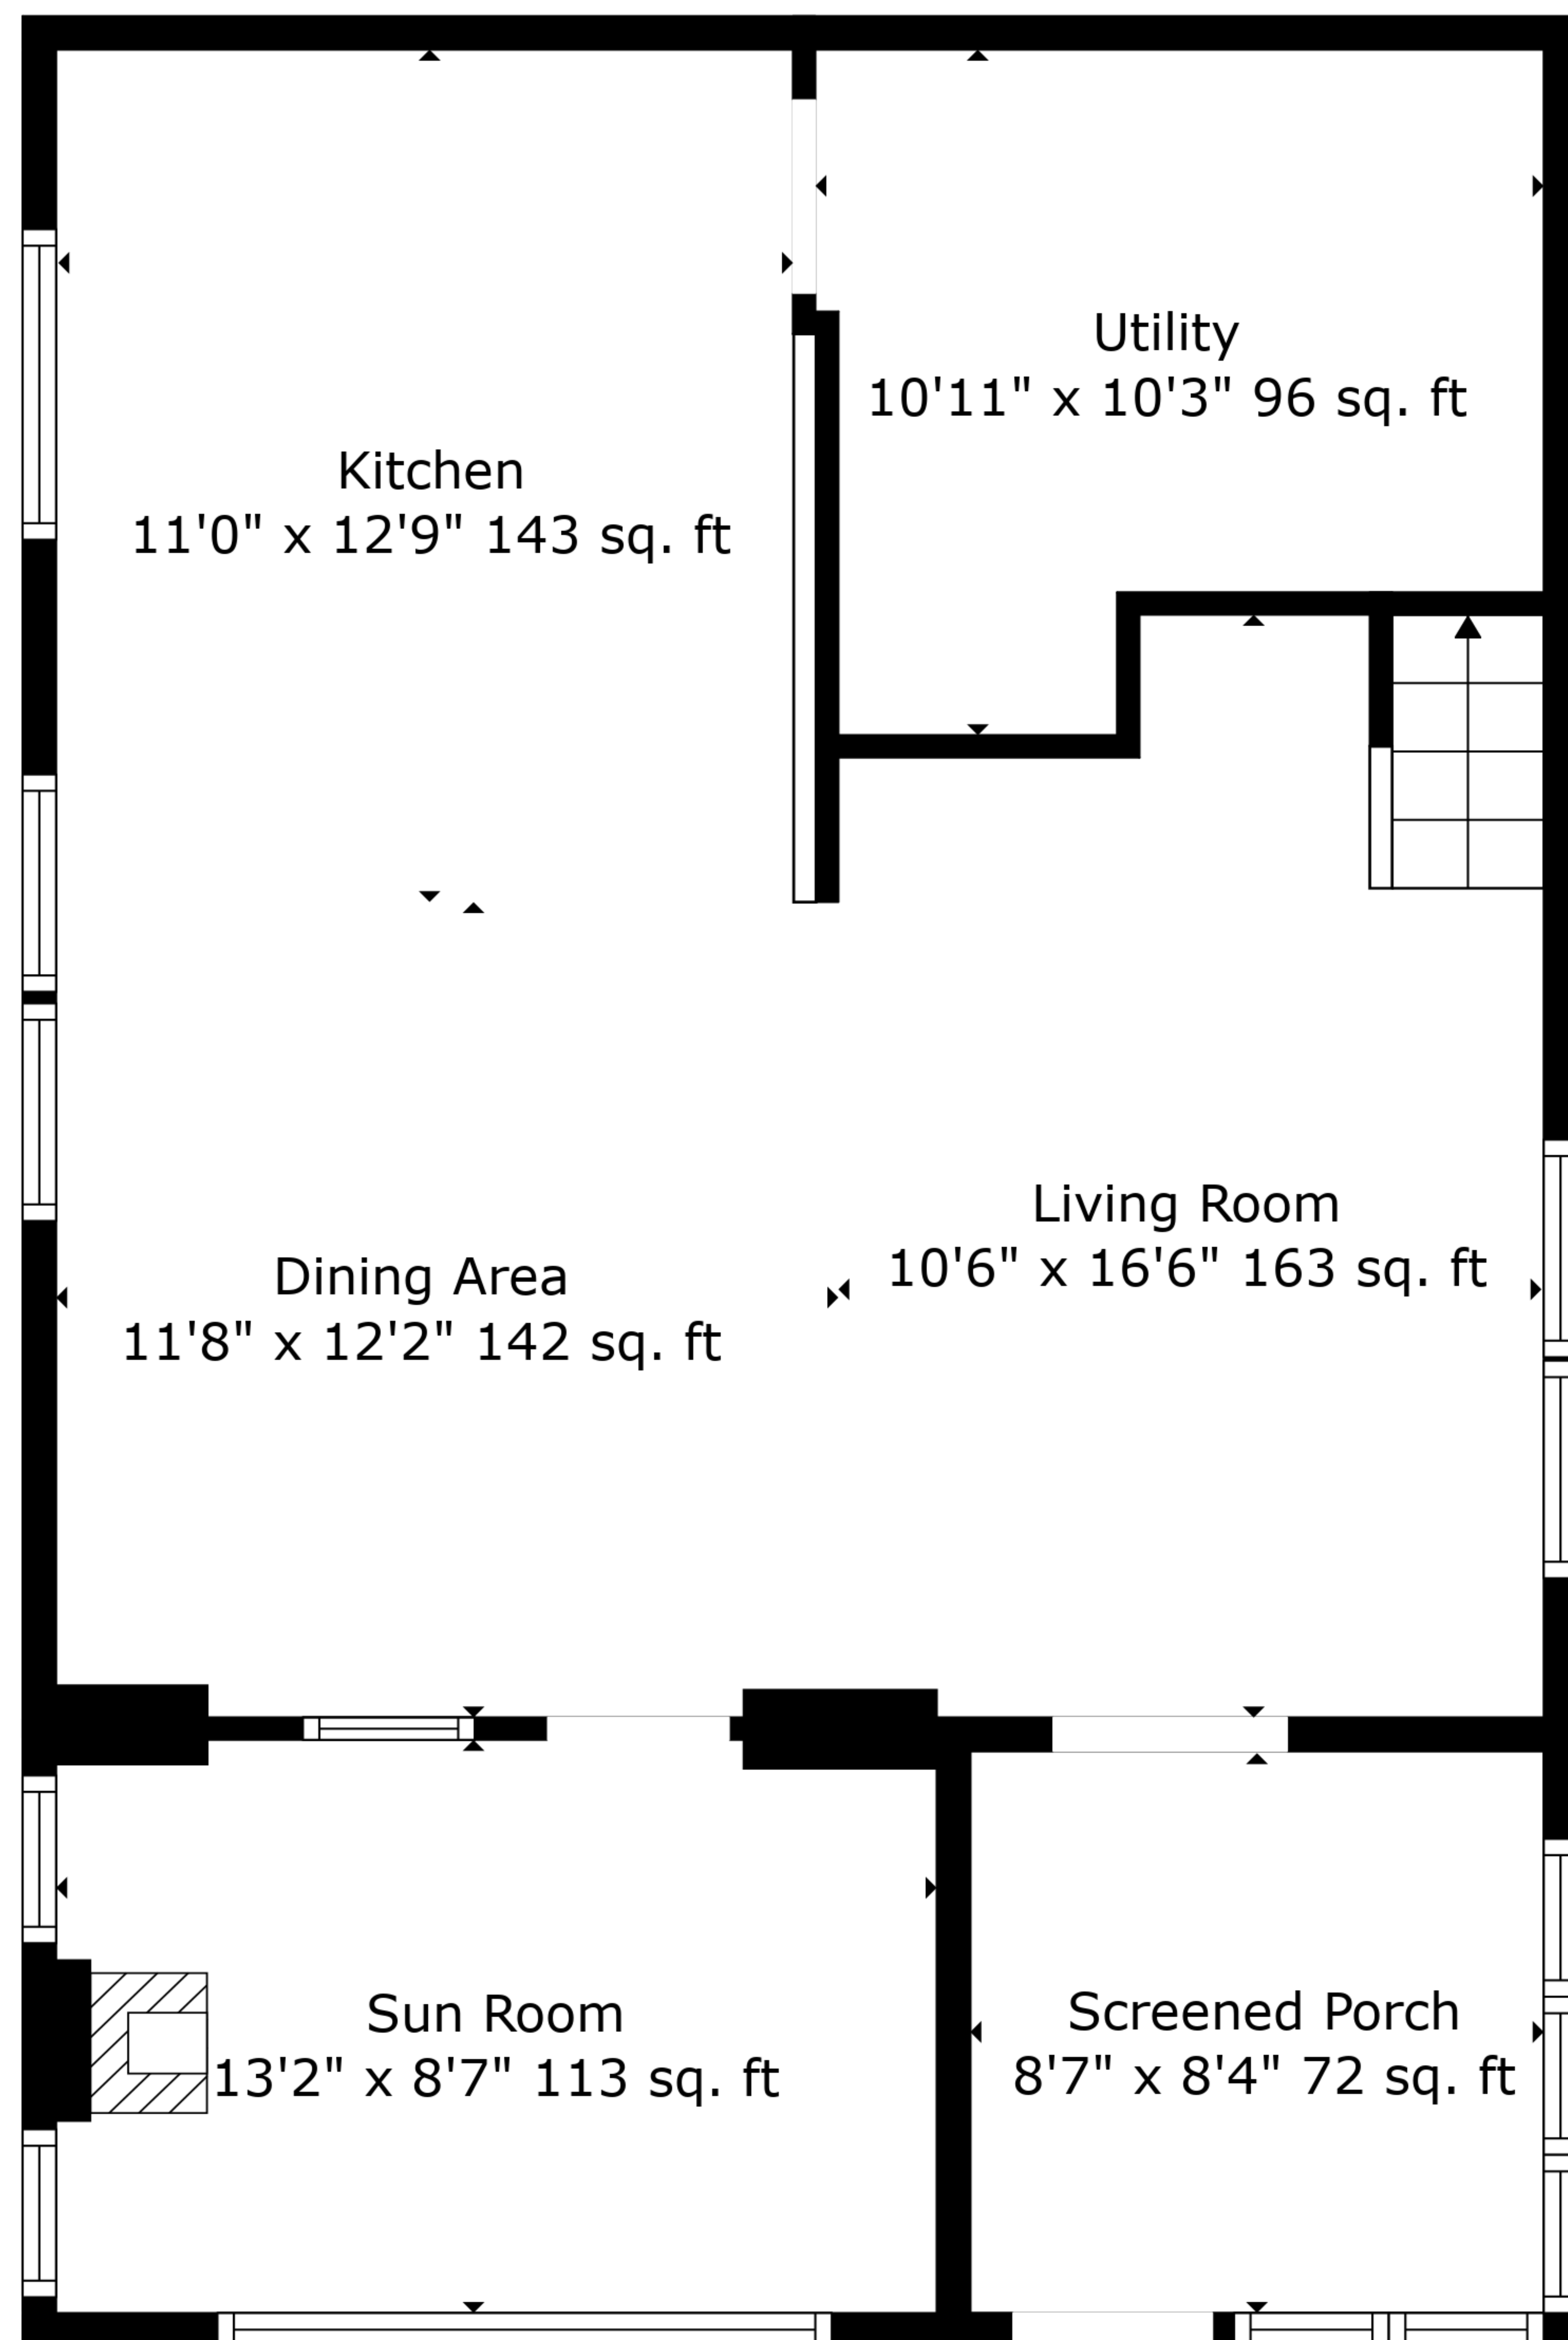 Utility
10'11" x 10'3" 96 sq. ft
Kitchen
11'0" x 12'9" 143 sq. ft
Living Room
10'6" x 16'6" 163 sq. ft
Dining Area
11'8" x 12'2" 142 sq. ft
Sun Room
13'2" x 8'7" 113 sq. ft
Screened Porch
8'7" x 8'4" 72 sq. ft